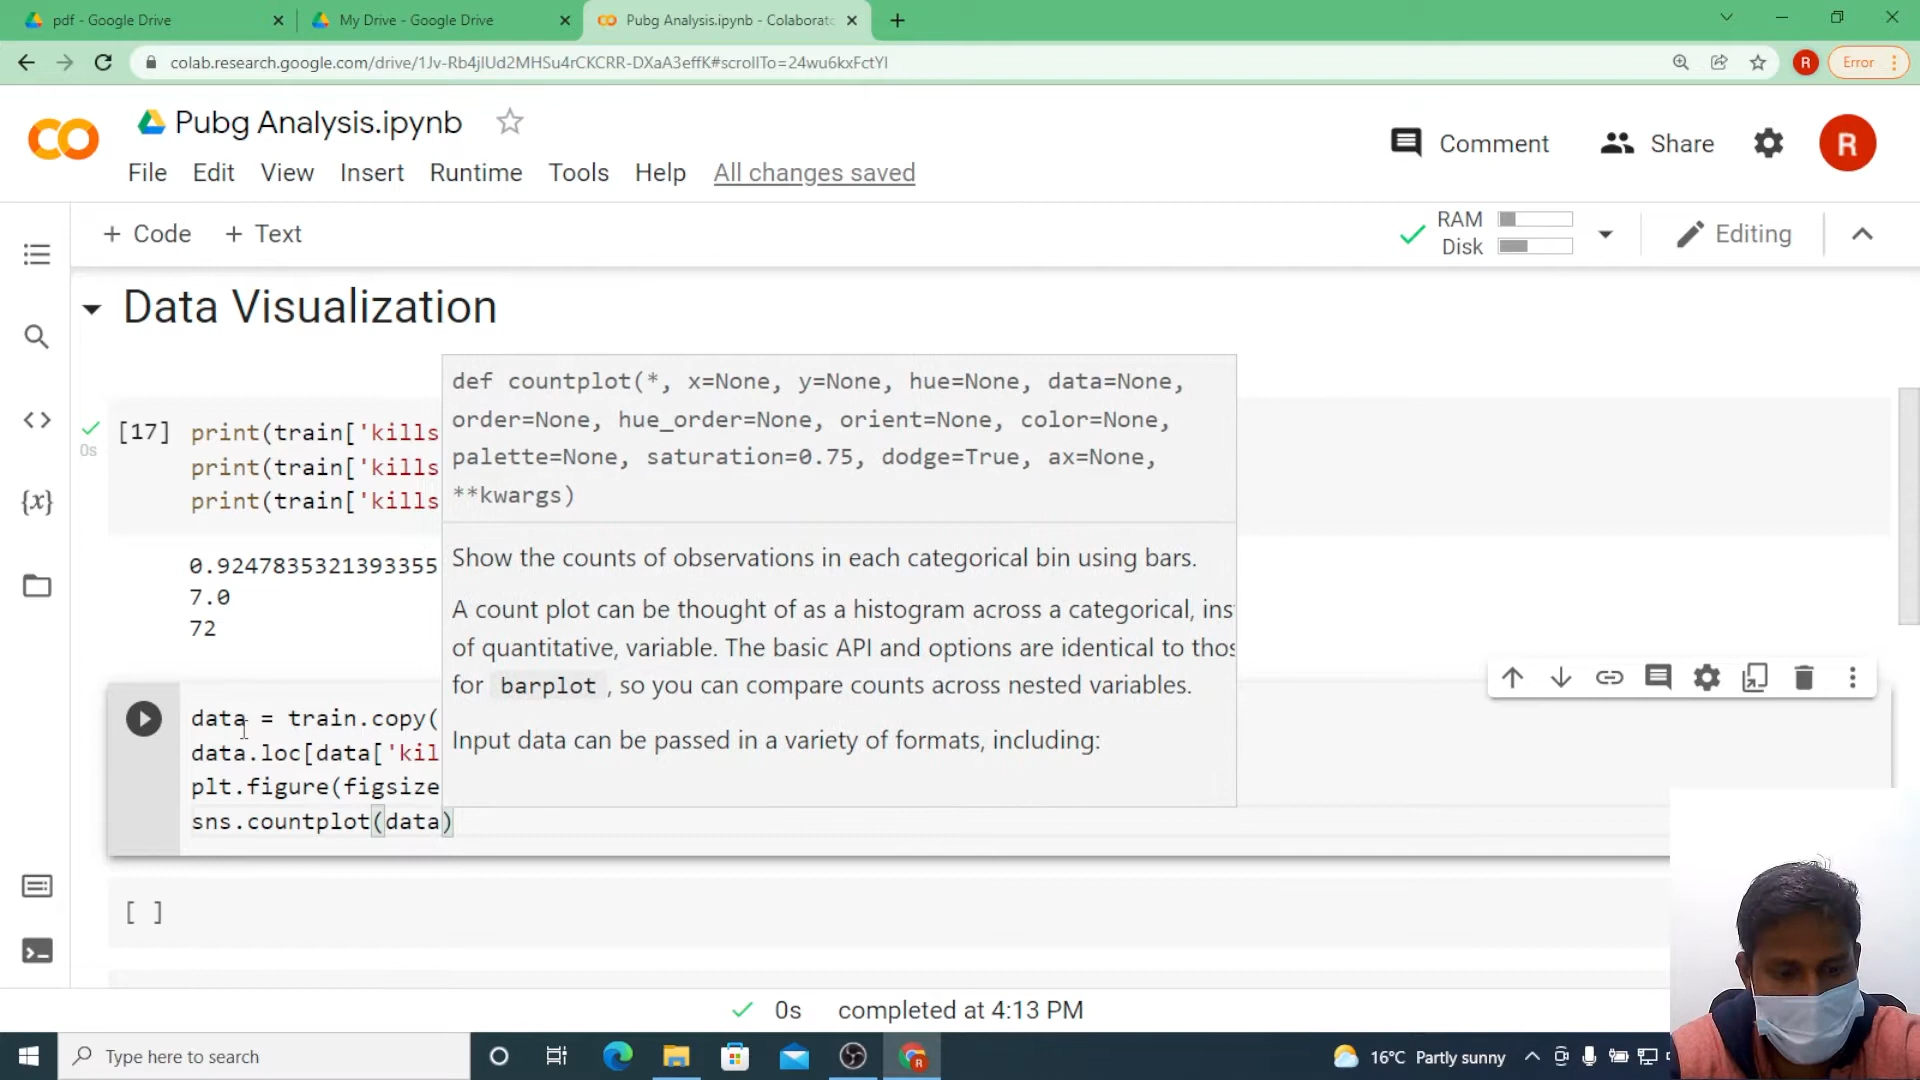 pdf - Google Drive
My Drive - Google Drive
Pubg Analysis.ipynb - Colaborat
colab.research.google.com/drive/1Jv-Rb4jlUd2MHSu4rCKCRR-DXaA3effK#scrollTo=24wu6kxFctYl
R
Error
Pubg Analysis.ipynb
Comment
Share
R
File Edit View Insert Runtime Tools Help All changes saved
+ Code + Text
RAM
Disk
Editing
Data Visualization
def countplot(*, x=None, y=None, hue=None, data=None,
order=None, hue_order=None, orient=None, color=None,
palette=None, saturation=0.75, dodge=True, ax=None,
**kwargs)
Show the counts of observations in each categorical bin using bars.
A count plot can be thought of as a histogram across a categorical, ins
of quantitative, variable. The basic API and options are identical to thos
for barplot , so you can compare counts across nested variables.
Input data can be passed in a variety of formats, including:
[17] print(train['kills
0s
print(train['kills
print(train['kills
0.9247835321393355
7.0
72
data = train.copy(
data.loc[data['kil
plt.figure(figsize
sns.countplot(data)
[ ]
0s completed at 4:13 PM
Type here to search
16°C Partly sunny